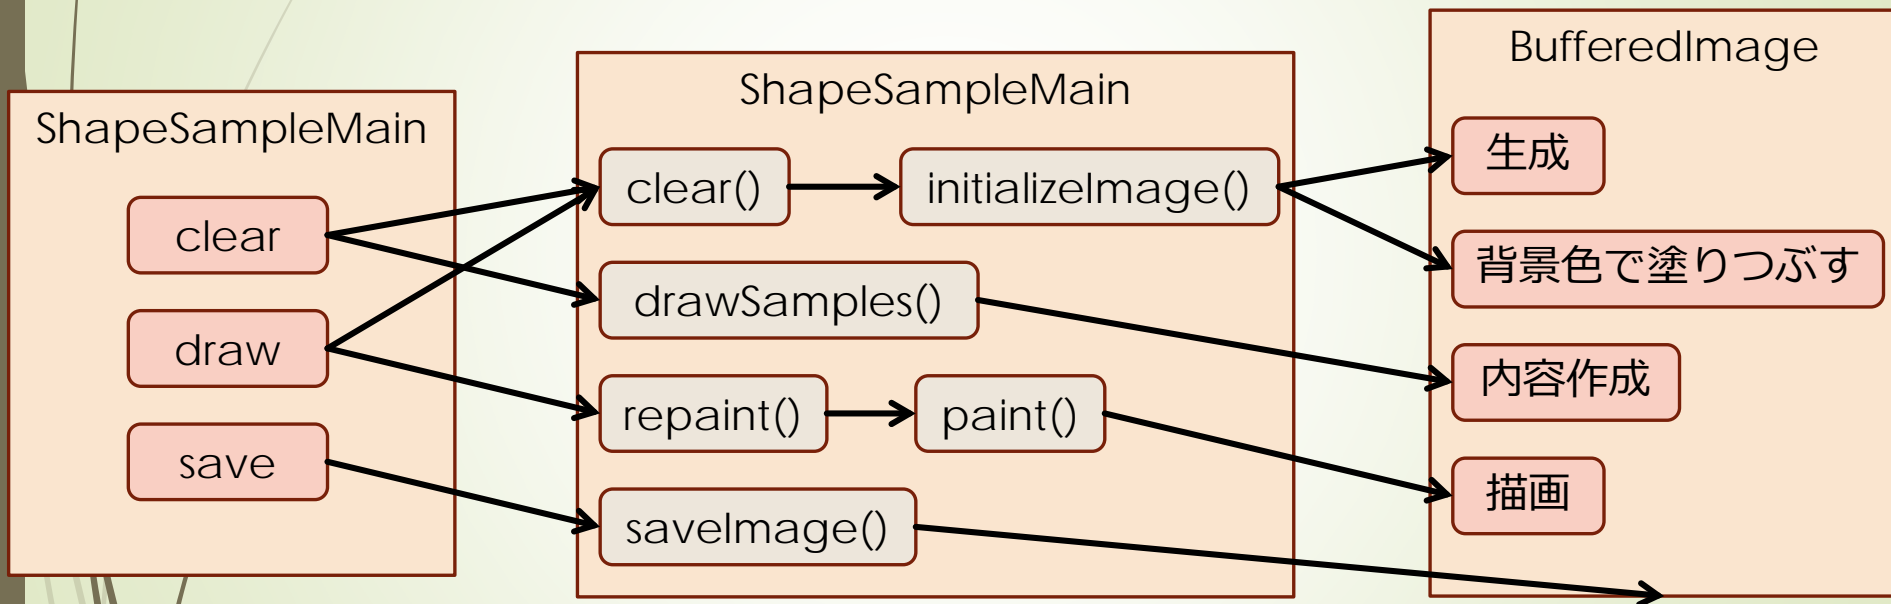 ShapeSampleMain
clear
draw
save
ShapeSampleMain
clear()
initializeImage()
drawSamples()
repaint()
paint()
saveImage()
BufferedImage
生成
背景色で塗りつぶす
内容作成
描画